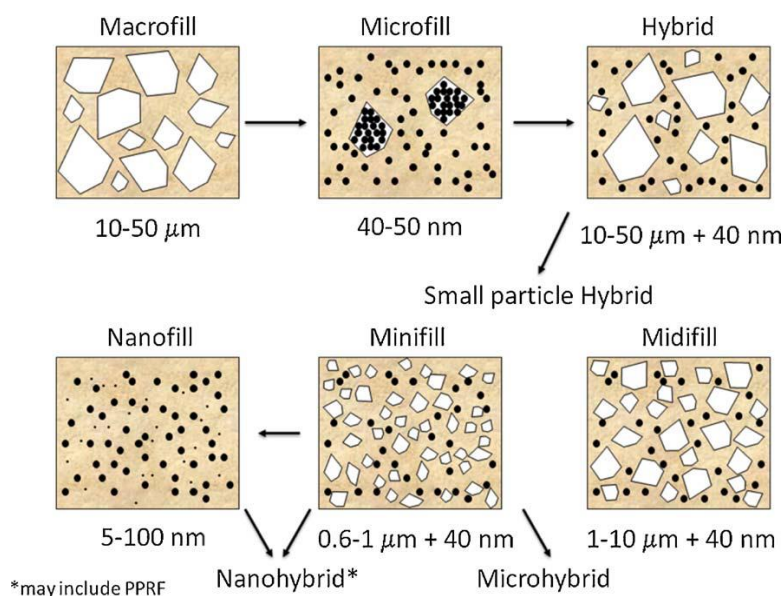 Macrofill
Microfill
Hybrid
10-50 μm
40-50 nm
10-50 μm + 40 nm
Small particle Hybrid
Nanofill
Minifill
Midifill
5-100 nm
0.6-1 μm + 40 nm
1-10 μm + 40 nm
*may include PPRF
Nanohybrid*
Microhybrid